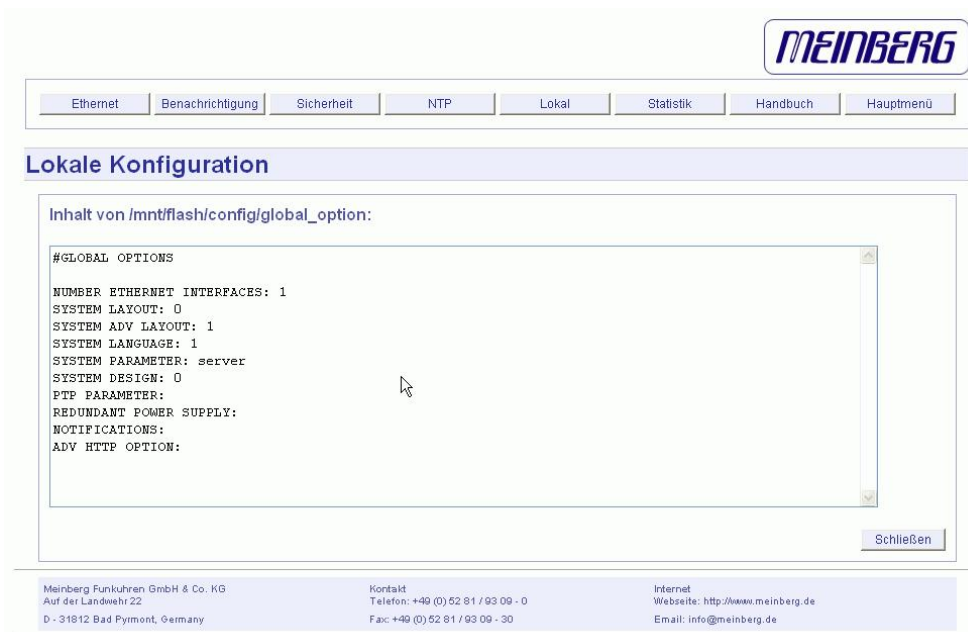 MEINBERG
Ethernet Benachrichtigung Sicherheit NTP Lokal Statistik Handbuch Hauptmenü
Lokale Konfiguration
Inhalt von /mnt/flash/config/global_option:
#GLOBAL OPTIONS
NUMBER ETHERNET INTERFACES: 1
SYSTEM LAYOUT: 0
SYSTEM ADV LAYOUT: 1
SYSTEM LANGUAGE: 1
SYSTEM PARAMETER: server
SYSTEM DESIGN: 0
PTP PARAMETER:
REDUNDANT POWER SUPPLY:
NOTIFICATIONS:
ADV HTTP OPTION:
Schließen
Meinberg Funkuhren GmbH & Co. KG
Auf der Landwehr 22
D - 31812 Bad Pyrmont, Germany
Kontakt
Telefon: +49 (0) 52 81 / 93 09 - 0
Fax: +49 (0) 52 81 / 93 09 - 30
Internet
Webseite: http://www.meinberg.de
Email: info@meinberg.de